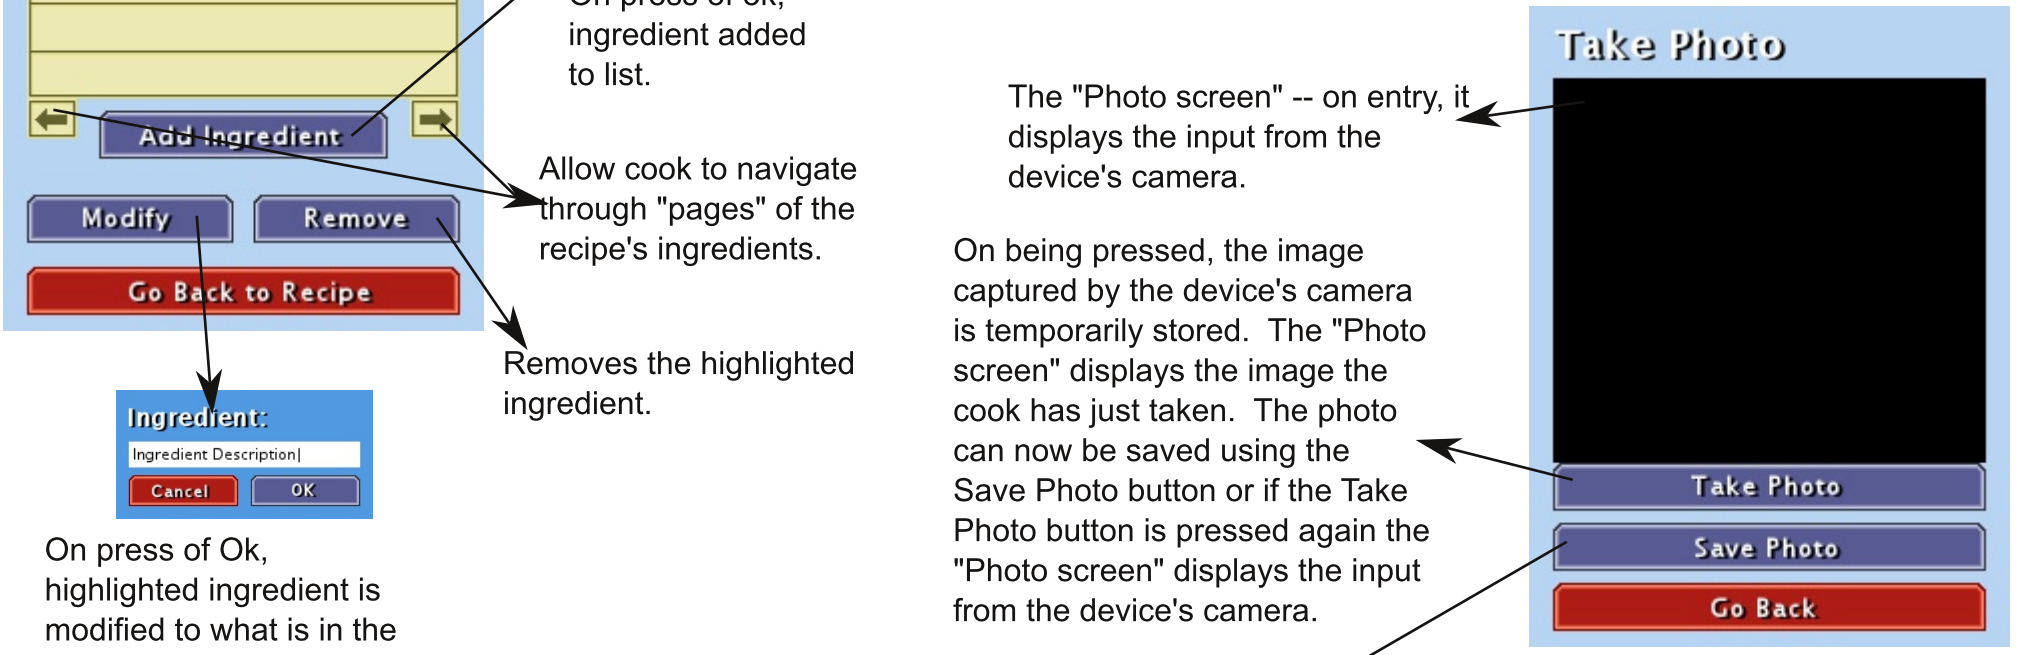 On press of ok,
ingredient added
to list.
Add Ingredient
Allow cook to navigate
through "pages" of the
recipe's ingredients.
Modify
Remove
Go Back to Recipe
Removes the highlighted
ingredient.
Ingredient:
Ingredient Description|
Cancel
OK
On press of Ok,
highlighted ingredient is
modified to what is in the
The "Photo screen" -- on entry, it
displays the input from the
device's camera.
On being pressed, the image
captured by the device's camera
is temporarily stored.  The "Photo
screen" displays the image the
cook has just taken.  The photo
can now be saved using the
Save Photo button or if the Take
Photo button is pressed again the
"Photo screen" displays the input
from the device's camera.
Take Photo
Take Photo
Save Photo
Go Back